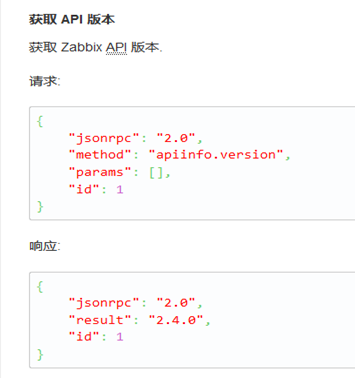 获取 API 版本
获取 Zabbix API 版本.
请求:
{
    "jsonrpc": "2.0",
    "method": "apiinfo.version",
    "params": [],
    "id": 1
}
响应:
{
    "jsonrpc": "2.0",
    "result": "2.4.0",
    "id": 1
}